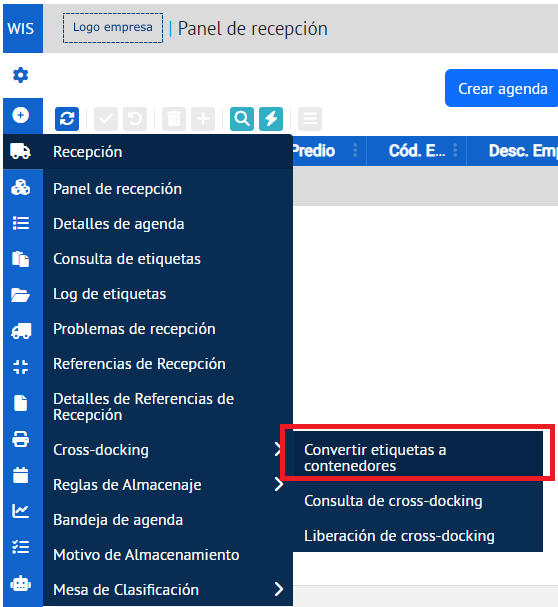 WIS
Logo empresa
| Panel de recepción
Crear agenda
Predio
Cód. E...
Desc. Emp
Recepción
Panel de recepción
Detalles de agenda
Consulta de etiquetas
Log de etiquetas
Problemas de recepción
Referencias de Recepción
Detalles de Referencias de
Recepción
Cross-docking
Convertir etiquetas a
contenedores
Reglas de Almacenaje
Consulta de cross-docking
Bandeja de agenda
Liberación de cross-docking
Motivo de Almacenamiento
Mesa de Clasificación